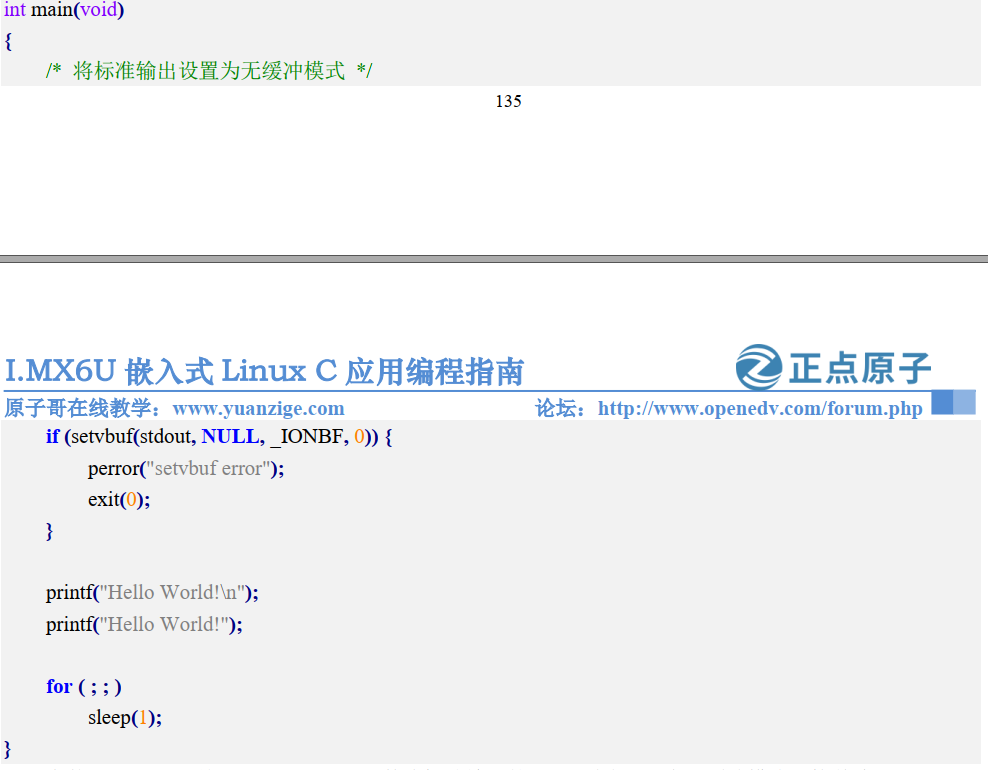 int main(void)
{
/* 将标准输出设置为无缓冲模式 */
135
I.MX6U 嵌入式 Linux C 应用编程指南
正点原子
原子哥在线教学：www.yuanzige.com 论坛：http://www.openedv.com/forum.php
if (setvbuf(stdout, NULL, _IONBF, 0)) {
perror("setvbuf error");
exit(0);
}
printf("Hello World!\n");
printf("Hello World!");
for ( ; ; )
sleep(1);
}